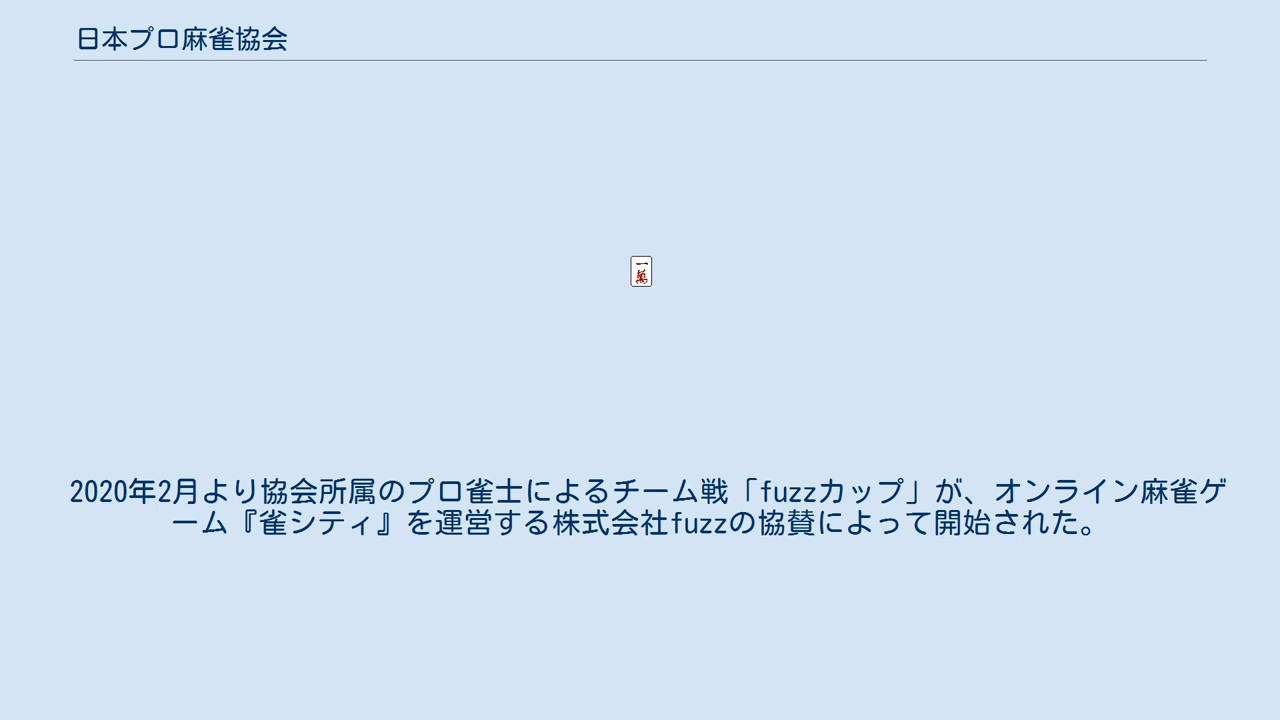 日本プロ麻雀協会
一
萬
2020年2月より協会所属のプロ雀士によるチーム戦「fuzzカップ」が、オンライン麻雀ゲ
ーム『雀シティ』を運営する株式会社fuzzの協賛によって開始された。